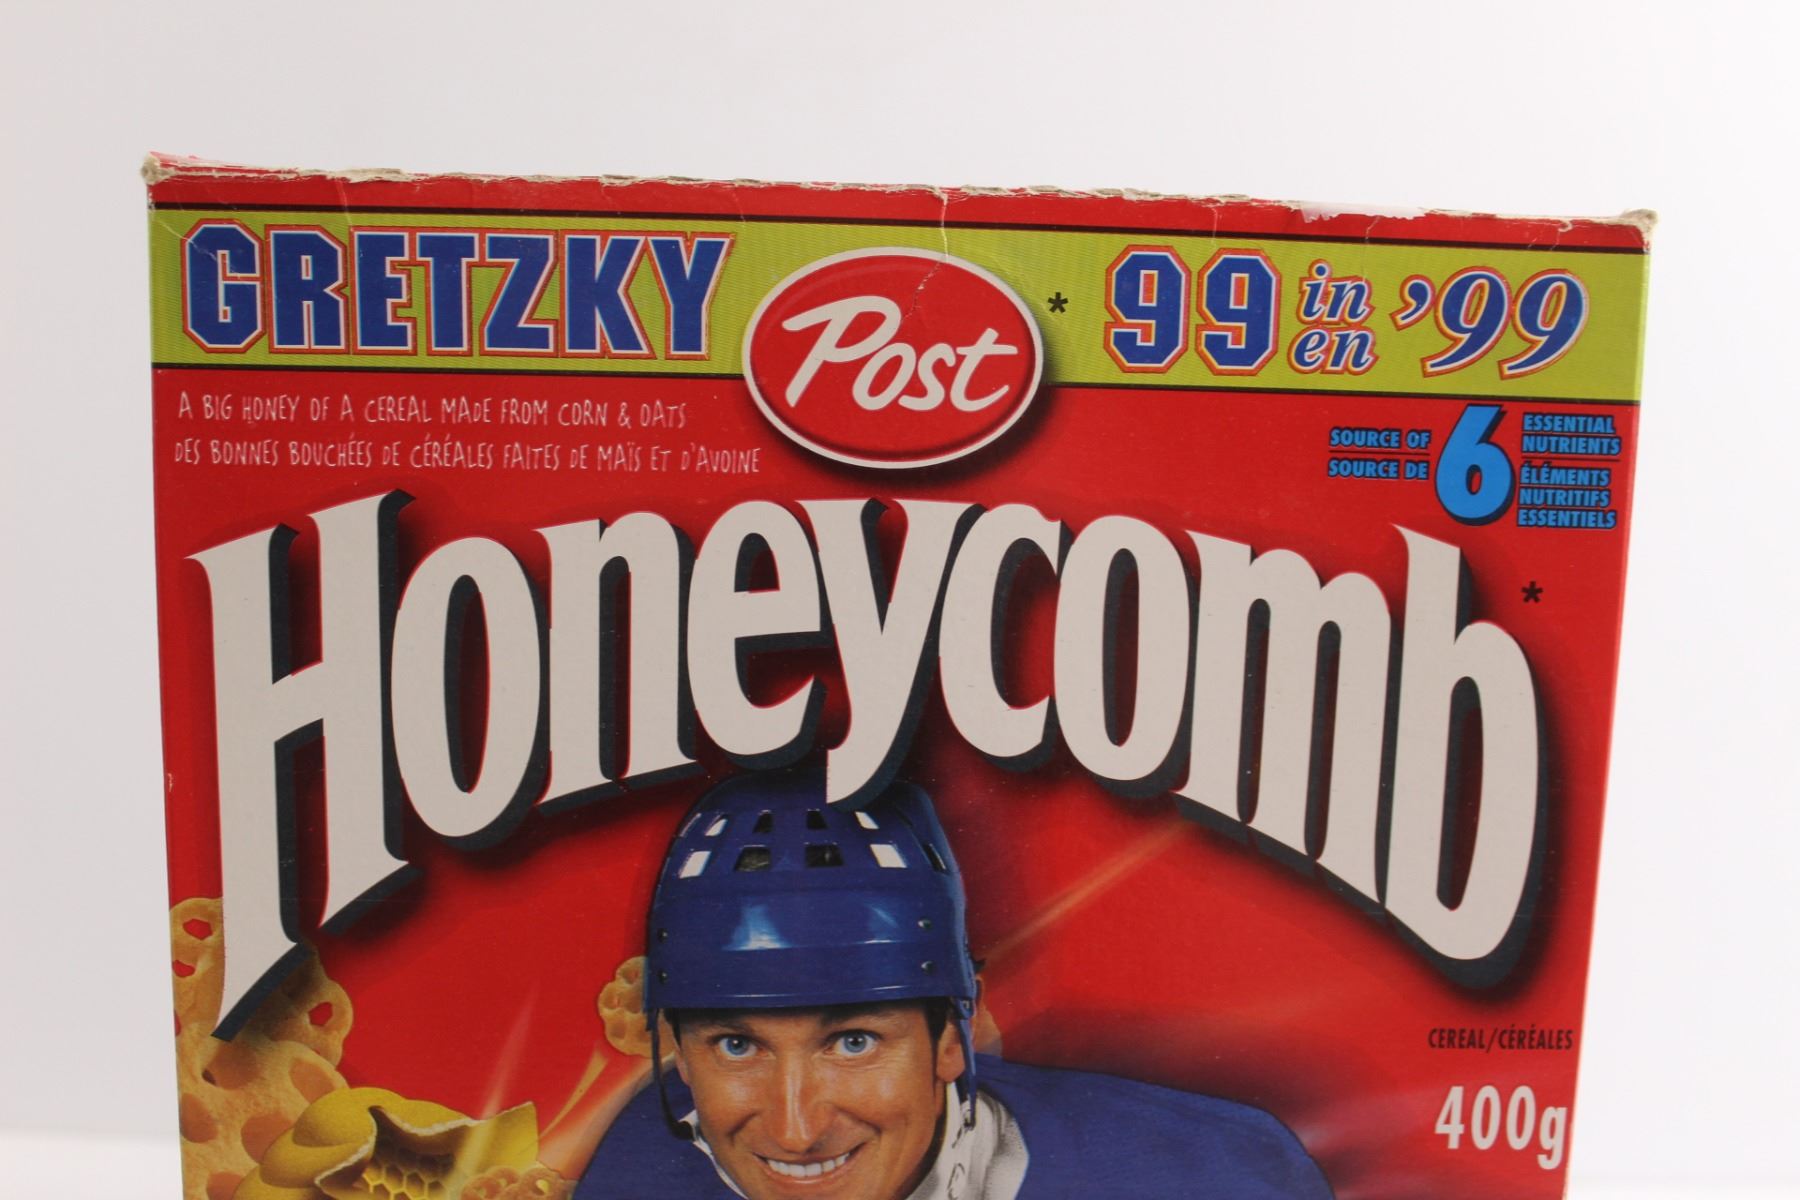 GRETZKY
Post
* 99 in en '99
A BIG HONEY OF A CEREAL MADE FROM CORN & OATS
DES BONNES BOUCHÉES DE CÉRÉALES FAITES DE MAÏS ET D'AVOINE
SOURCE OF 6 ESSENTIAL NUTRIENTS
SOURCE DE 6 ÉLÉMENTS NUTRITIFS ESSENTIELS
Honeycomb*
CEREAL/CÉRÉALES
400g